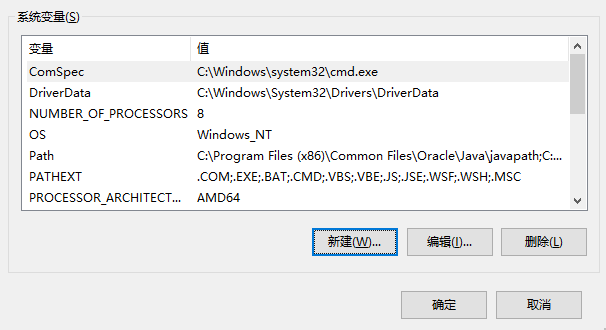 系统变量(S)
变量 值
ComSpec C:\Windows\system32\cmd.exe
DriverData C:\Windows\System32\Drivers\DriverData
NUMBER_OF_PROCESSORS 8
OS Windows_NT
Path C:\Program Files (x86)\Common Files\Oracle\Java\javapath;C:...
PATHEXT .COM;.EXE;.BAT;.CMD;.VBS;.VBE;.JS;.JSE;.WSF;.WSH;.MSC
PROCESSOR_ARCHITECT... AMD64
新建(W)... 编辑(I)... 删除(L)
确定 取消